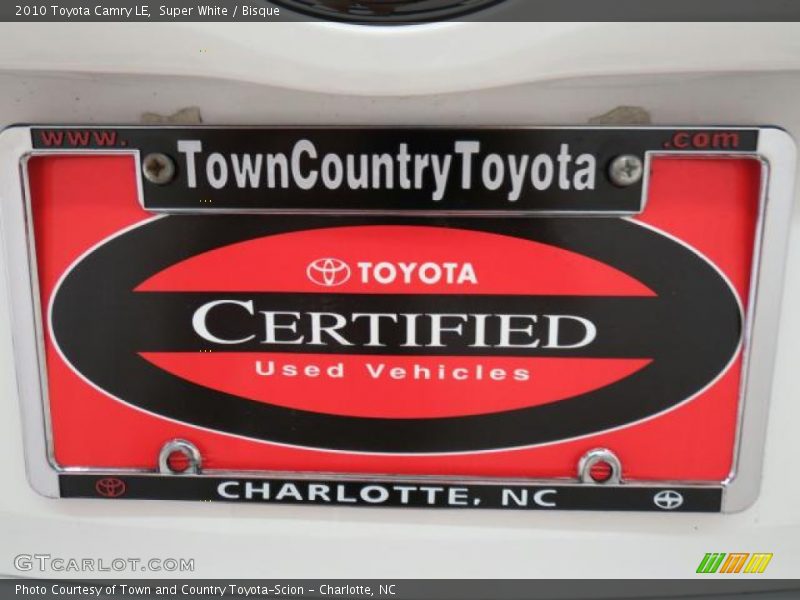 2010 Toyota Camry LE, Super White / Bisque
www. .com
TownCountryToyota
TOYOTA
CERTIFIED
Used Vehicles
CHARLOTTE, NC
GTCARLOT.COM
Photo Courtesy of Town and Country Toyota-Scion - Charlotte, NC